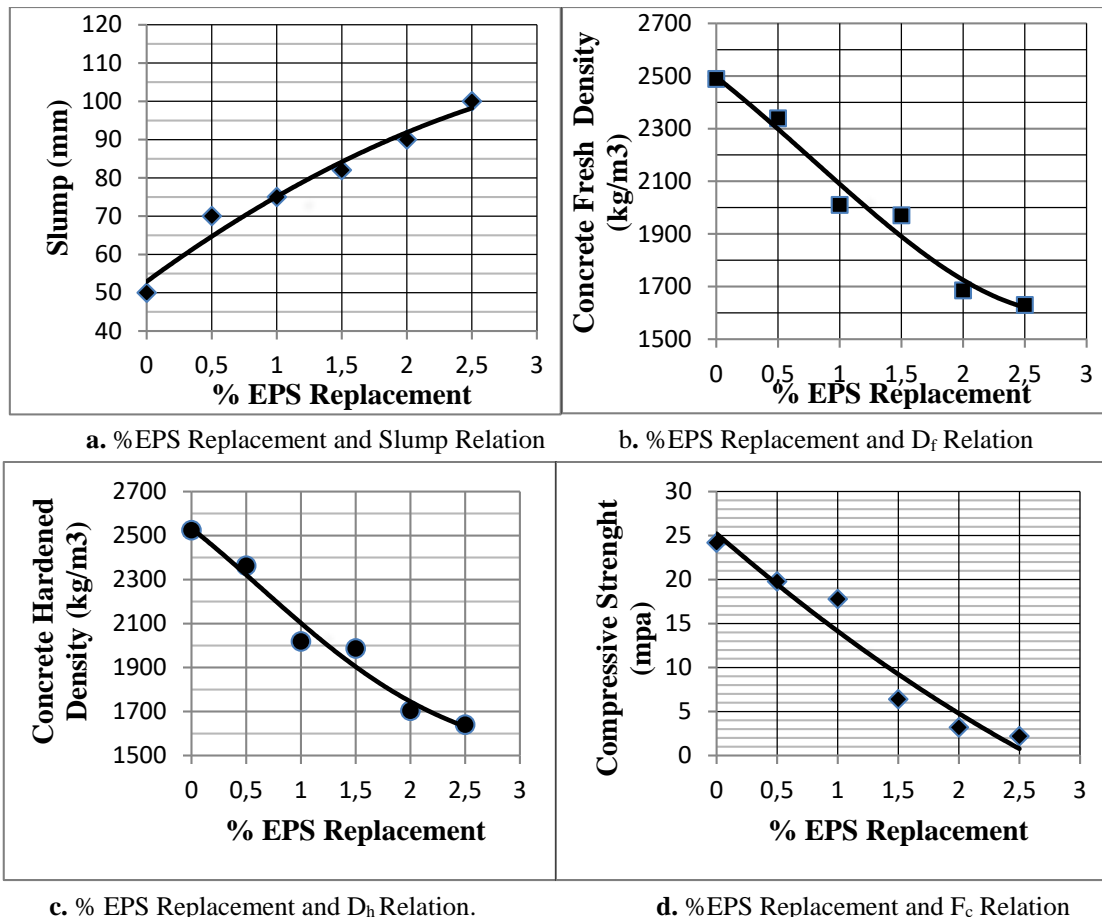 120
110
100
90
80
70
60
50
40
Slump (mm)
0 0,5 1 1,5 2 2,5 3
% EPS Replacement
2700
2500
2300
2100
1900
1700
1500
Concrete Fresh Density
(kg/m3)
0 0,5 1 1,5 2 2,5 3
% EPS Replacement
a. %EPS Replacement and Slump Relation
b. %EPS Replacement and Df Relation
2700
2500
2300
2100
1900
1700
1500
Concrete Hardened
Density (kg/m3)
0 0,5 1 1,5 2 2,5 3
% EPS Replacement
30
25
20
15
10
5
0
Compressive Strenght
(mpa)
0 0,5 1 1,5 2 2,5 3
% EPS Replacement
c. % EPS Replacement and Dh Relation.
d. %EPS Replacement and Fc Relation